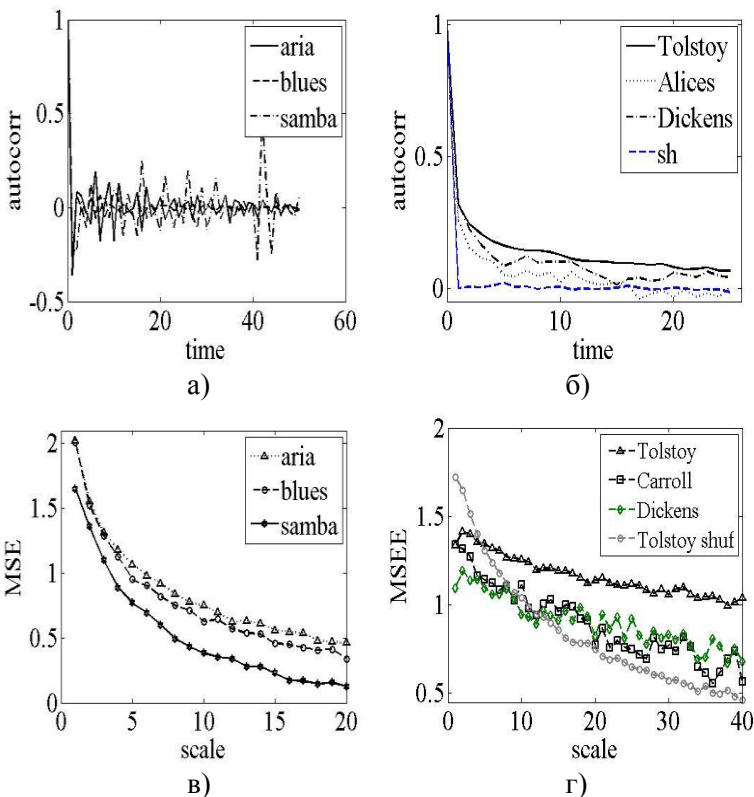 1
0.5
0
-0.5
0 20 40 60
autocorr
time
aria
blues
samba
а)
1
0.5
0
0 10 20
autocorr
time
Tolstoy
Alices
Dickens
sh
б)
2
1.5
1
0.5
0
0 5 10 15 20
MSE
scale
aria
blues
samba
в)
2
1.5
1
0.5
0 10 20 30 40
MSEE
scale
Tolstoy
Carroll
Dickens
Tolstoy shuf
г)